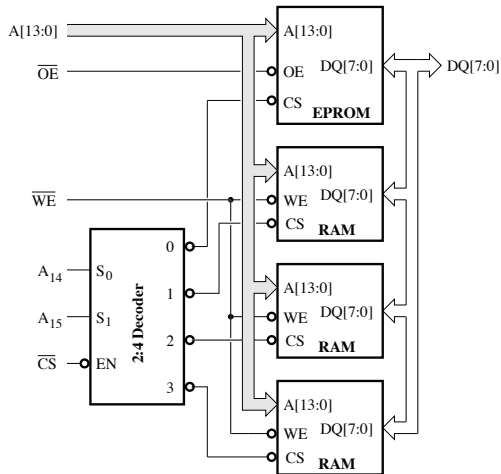 A[13:0]
A[13:0]
DQ[7:0]
DQ[7:0]
OE
OE
CS
EPROM
A[13:0]
DQ[7:0]
WE
WE
CS
RAM
0
A14
S0
1
A15
S1
2:4 Decoder
2
CS
EN
3
A[13:0]
DQ[7:0]
WE
CS
RAM
A[13:0]
DQ[7:0]
WE
CS
RAM